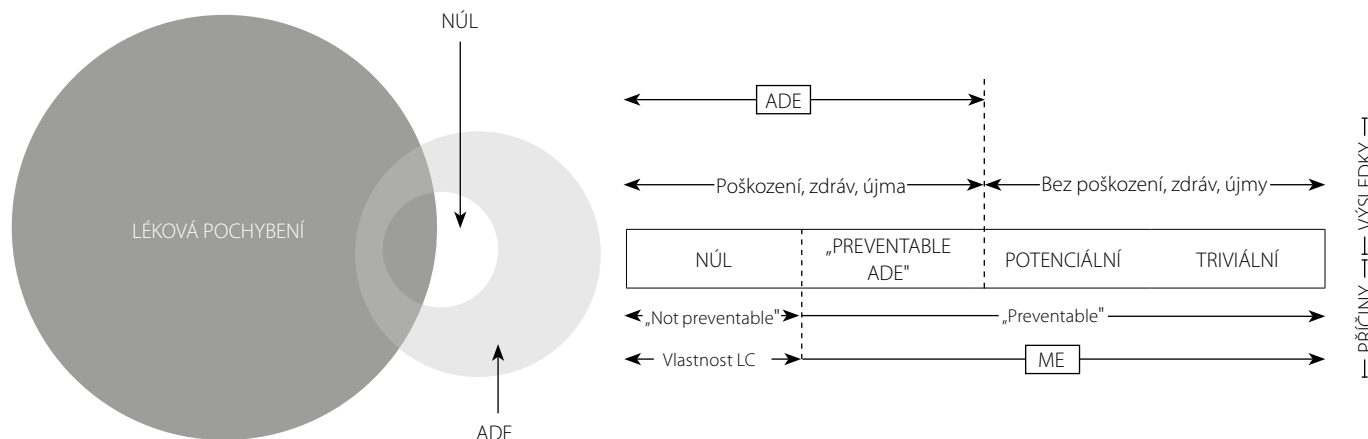 NÚL
LÉKOVÁ POCHYBENÍ
ADE
ADE
Poškození, zdráv, újma
Bez poškození, zdráv, újmy
NÚL
„PREVENTABLE
ADE"
POTENCIÁLNÍ
TRIVIÁLNÍ
„Not preventable"
„Preventable"
Vlastnost LC
ME
VÝSLEDKY
PŘÍČINY